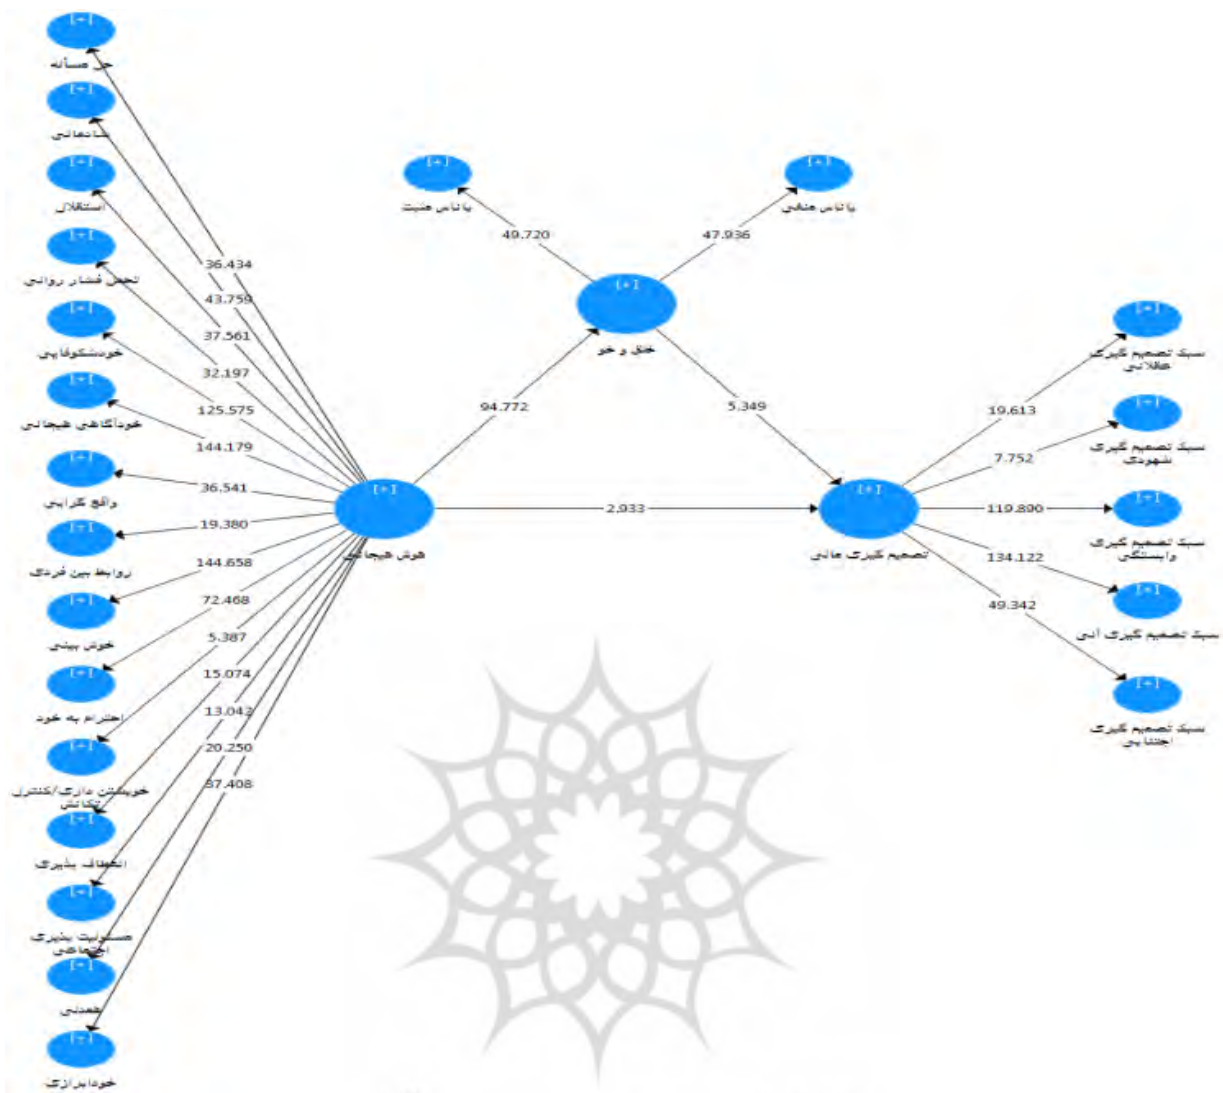 [+]
حل مسأله
[+]
شادمانی
[+]
استقلال
[+]
تحمل فشار روانی
[+]
خودشکوفایی
[+]
خودآگاهی هیجانی
[+]
واقع گرایی
[+]
روابط بین فردی
[+]
خوش بینی
[+]
احترام به خود
[+]
خویشتن داری/کنترل
تکانش
[+]
انعطاف پذیری
[+]
مسئولیت پذیری
اجتماعی
[+]
همدلی
[+]
خودابرازی
36.434
43.759
37.561
32.197
125.575
144.179
36.541
19.380
144.658
72.468
5.387
15.074
13.042
20.250
37.408
[+]
هوش هیجانی
94.772
2.933
[+]
خلق و خو
49.720
47.936
[+]
[+]
5.349
[+]
تصمیم گیری مالی
19.613
7.752
119.890
134.122
49.342
[+]
سبک تصمیم گیری
عقلانی
[+]
سبک تصمیم گیری
شهودی
[+]
سبک تصمیم گیری
وابستگی
[+]
سبک تصمیم گیری آنی
[+]
سبک تصمیم گیری
اجتنابی